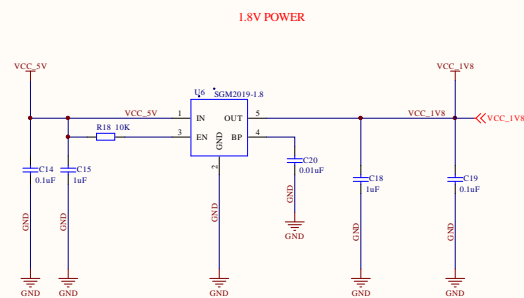 1.8V POWER
VCC_5V
VCC_1V8
U6
SGM2019-1.8
VCC_5V
1
IN
OUT
5
VCC_1V8
VCC_1V8
R18 10K
3
EN
GND
BP
4
2
C14
0.1uF
C15
1uF
C20
0.01uF
C18
1uF
C19
0.1uF
GND
GND
GND
GND
GND
GND
GND
GND
GND
GND
GND
GND